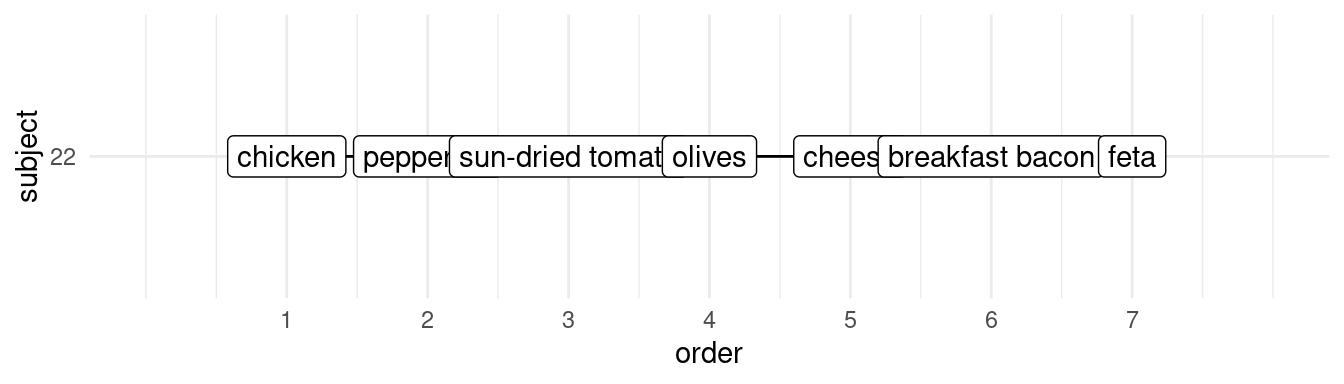 subject
22
chicken pepper sun-dried tomat olives chees breakfast bacon feta
1 2 3 4 5 6 7
order